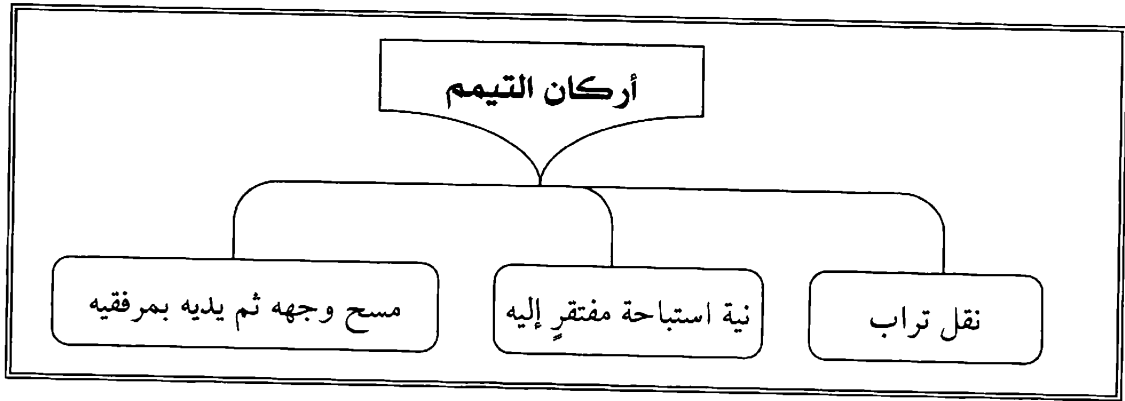 أركان التيمم
نقل تراب
نية استباحة مفتقرٍ إليه
مسح وجهه ثم يديه بمرفقيه